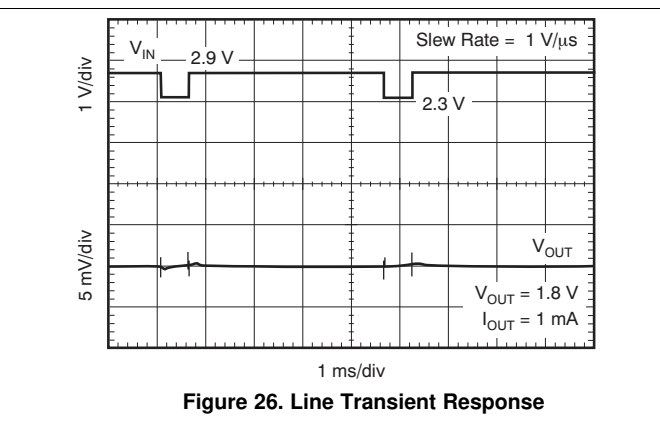 V_IN
2.9 V
Slew Rate = 1 V/μs
1 V/div
2.3 V
5 mV/div
V_OUT
V_OUT = 1.8 V
I_OUT = 1 mA
1 ms/div
Figure 26. Line Transient Response